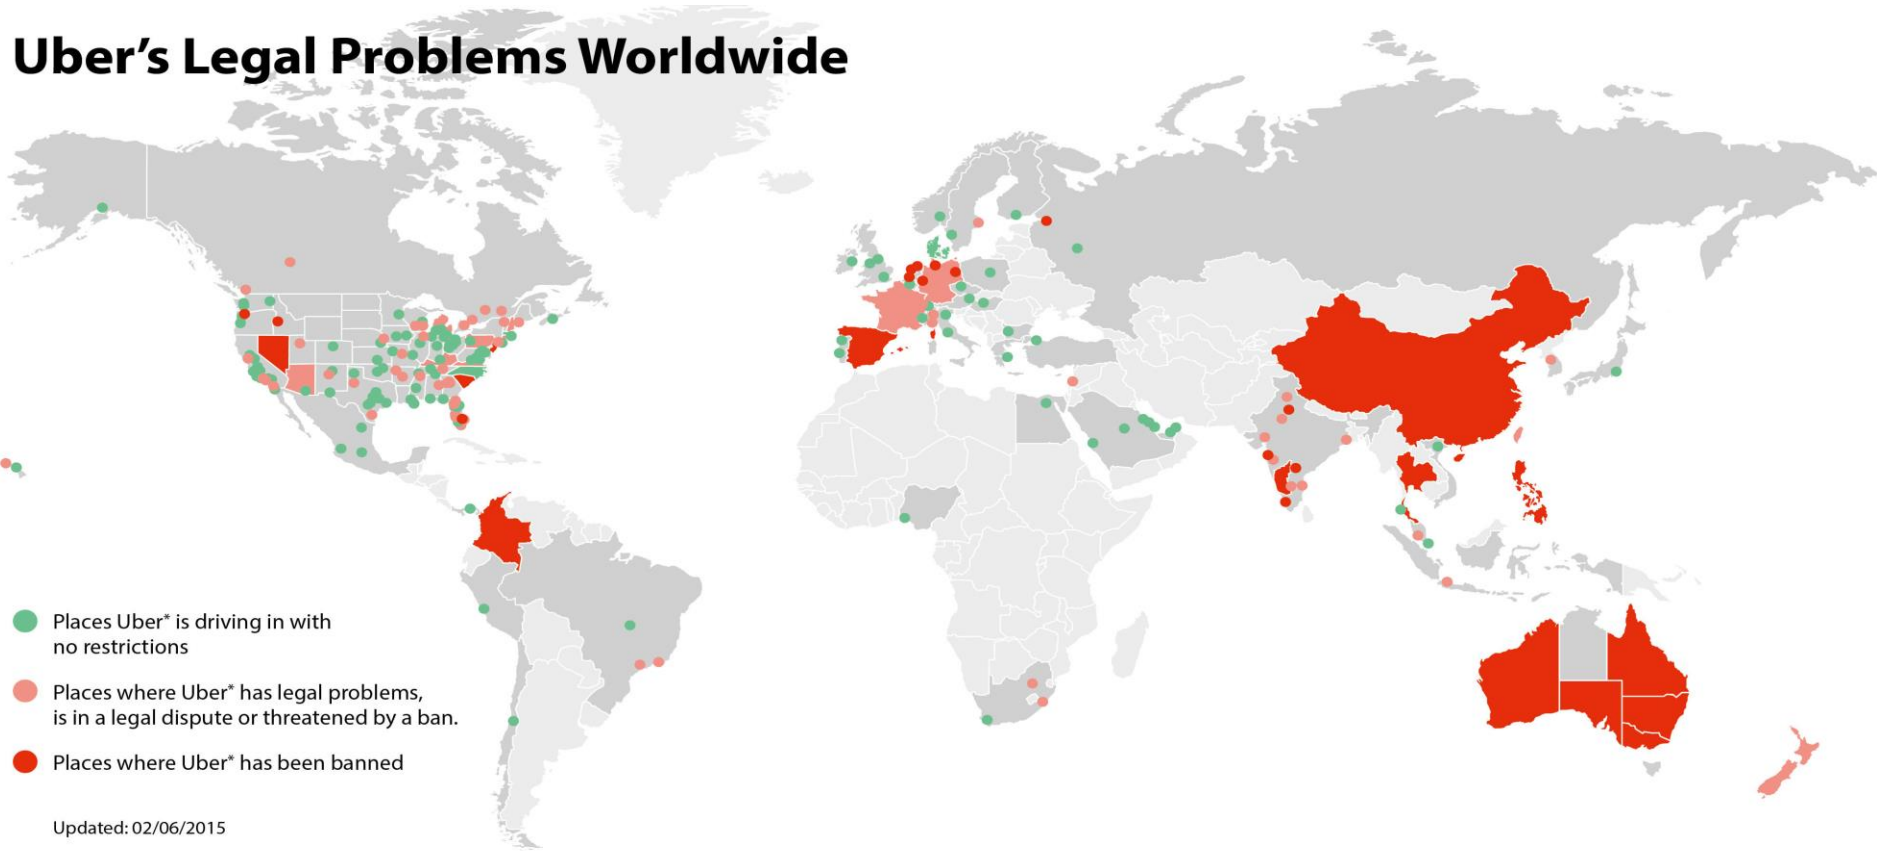 Uber’s Legal Problems Worldwide
Places Uber* is driving in with
no restrictions
Places where Uber* has legal problems,
is in a legal dispute or threatened by a ban.
Places where Uber* has been banned
Updated: 02/06/2015